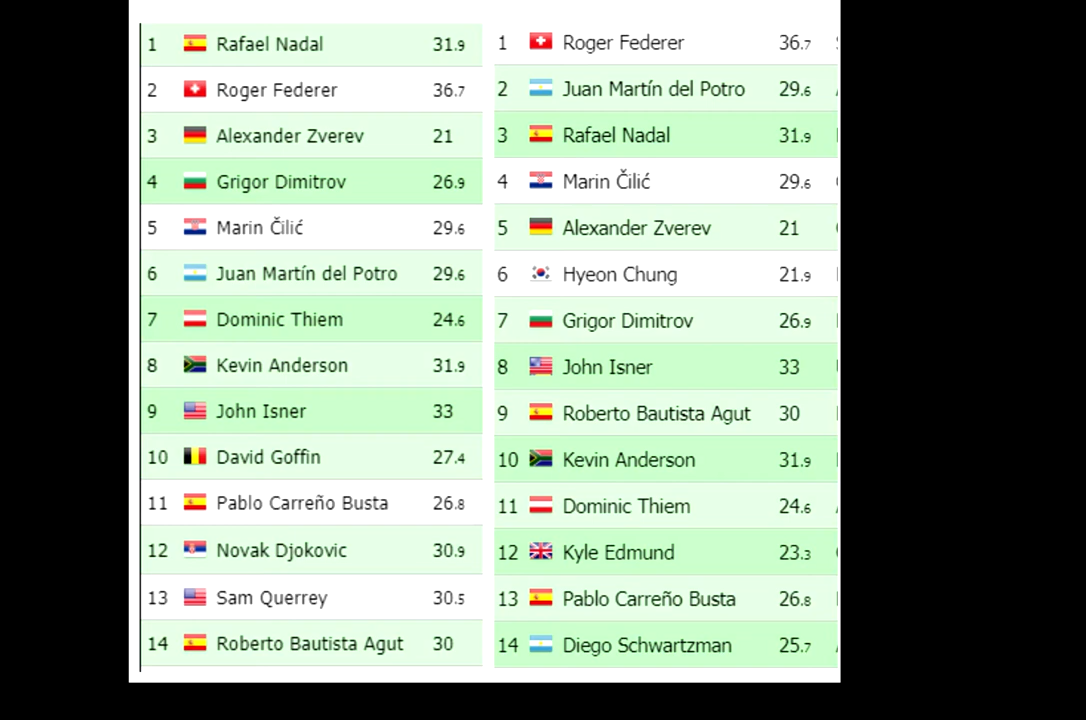 1 Rafael Nadal 31.9
2 Roger Federer 36.7
3 Alexander Zverev 21
4 Grigor Dimitrov 26.9
5 Marin Čilić 29.6
6 Juan Martín del Potro 29.6
7 Dominic Thiem 24.6
8 Kevin Anderson 31.9
9 John Isner 33
10 David Goffin 27.4
11 Pablo Carreño Busta 26.8
12 Novak Djokovic 30.9
13 Sam Querrey 30.5
14 Roberto Bautista Agut 30
1 Roger Federer 36.7
2 Juan Martín del Potro 29.6
3 Rafael Nadal 31.9
4 Marin Čilić 29.6
5 Alexander Zverev 21
6 Hyeon Chung 21.9
7 Grigor Dimitrov 26.9
8 John Isner 33
9 Roberto Bautista Agut 30
10 Kevin Anderson 31.9
11 Dominic Thiem 24.6
12 Kyle Edmund 23.3
13 Pablo Carreño Busta 26.8
14 Diego Schwartzman 25.7